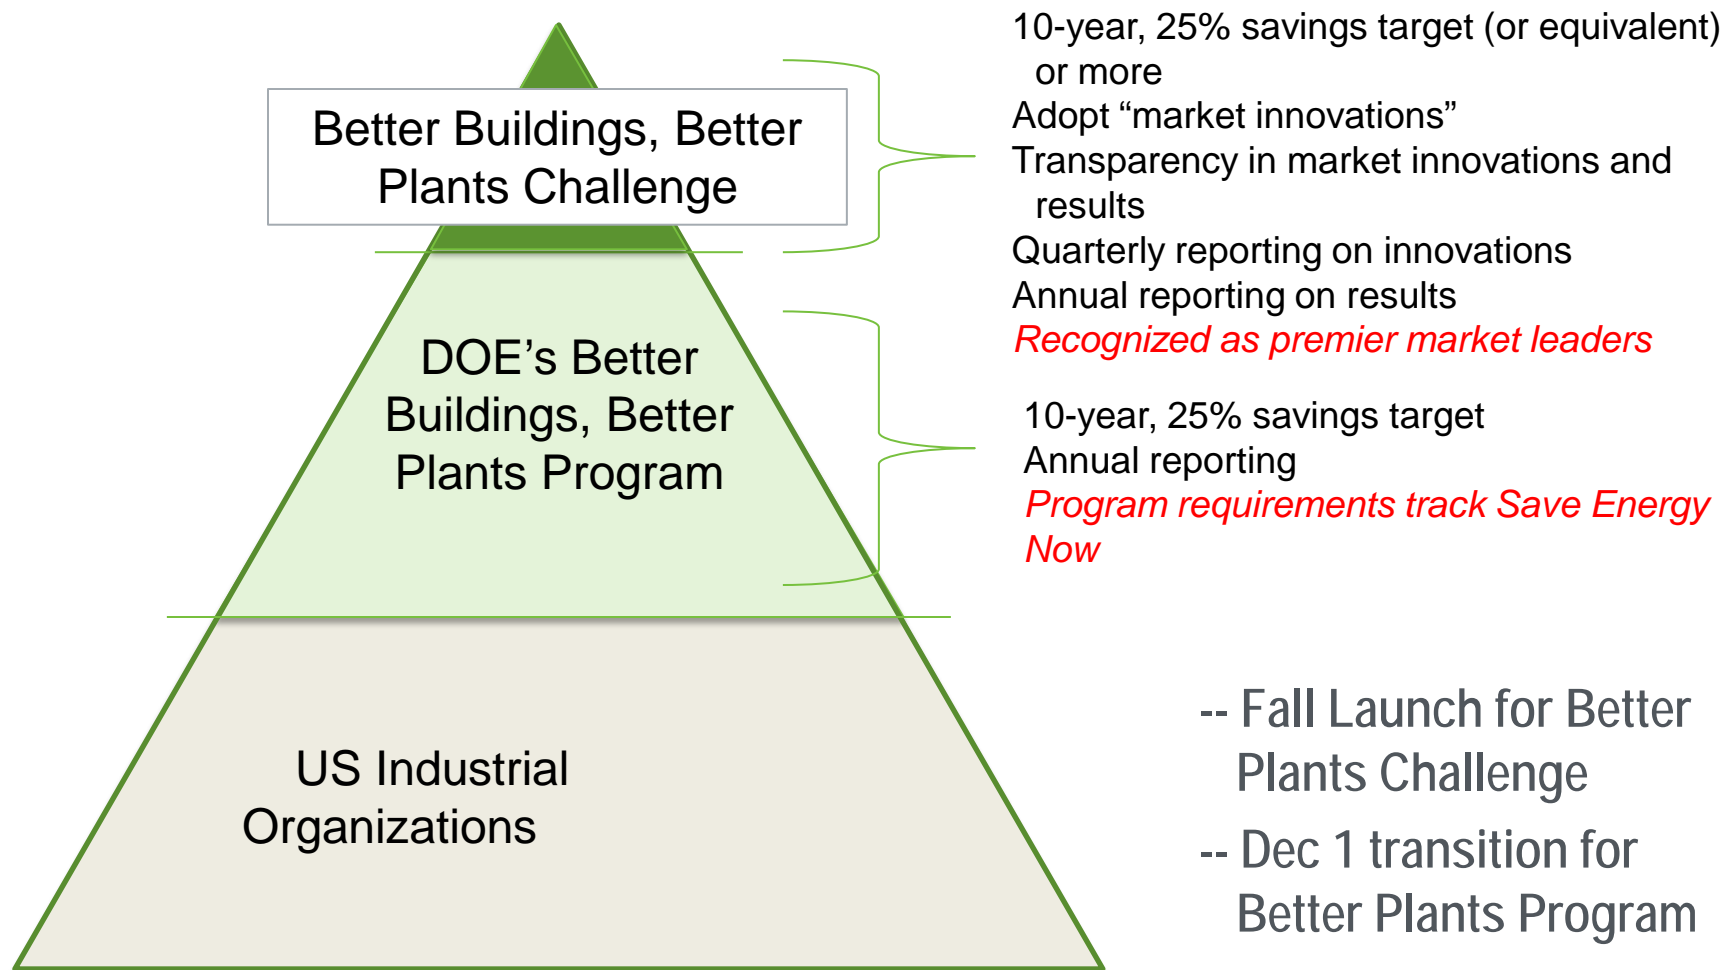 Better Buildings, Better
Plants Challenge
DOE’s Better
Buildings, Better
Plants Program
US Industrial
Organizations
10-year, 25% savings target (or equivalent)
or more
Adopt “market innovations”
Transparency in market innovations and
results
Quarterly reporting on innovations
Annual reporting on results
Recognized as premier market leaders
10-year, 25% savings target
Annual reporting
Program requirements track Save Energy
Now
-- Fall Launch for Better
Plants Challenge
-- Dec 1 transition for
Better Plants Program